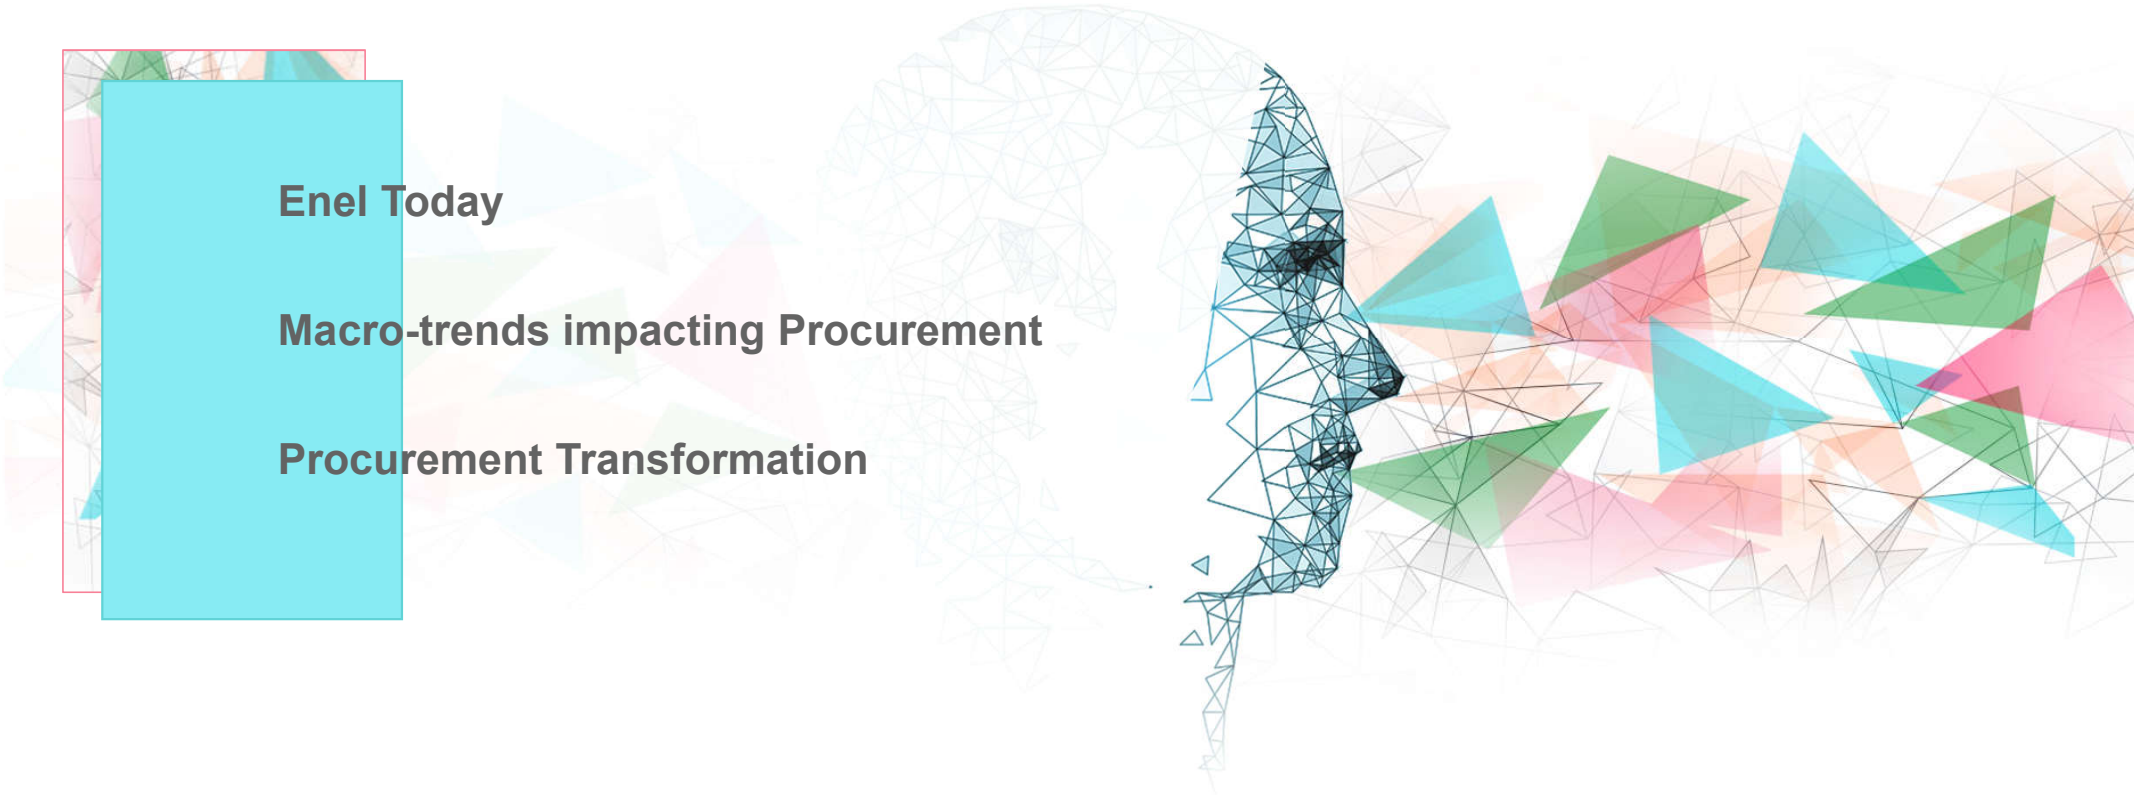 Enel Today
Macro-trends impacting Procurement
Procurement Transformation